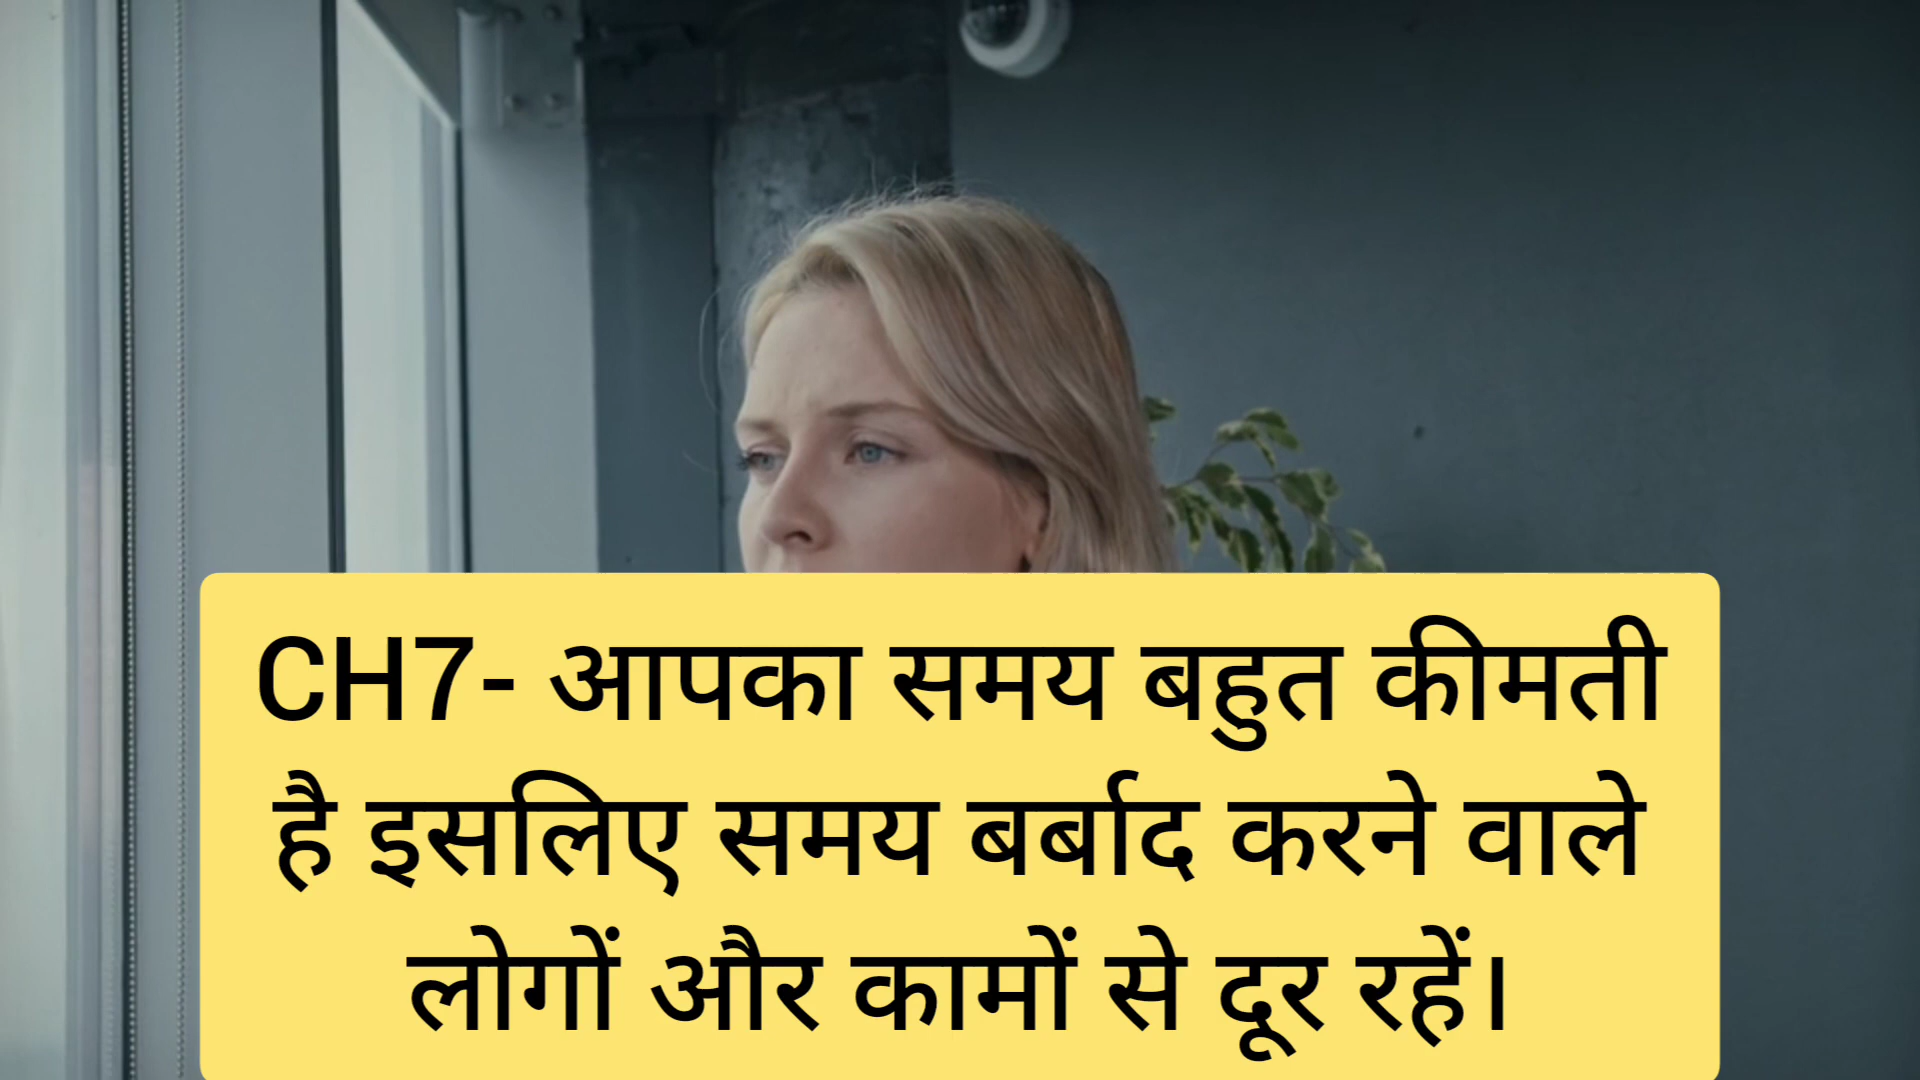 CH7- आपका समय बहुत कीमती
है इसलिए समय बर्बाद करने वाले
लोगों और कामों से दूर रहें।